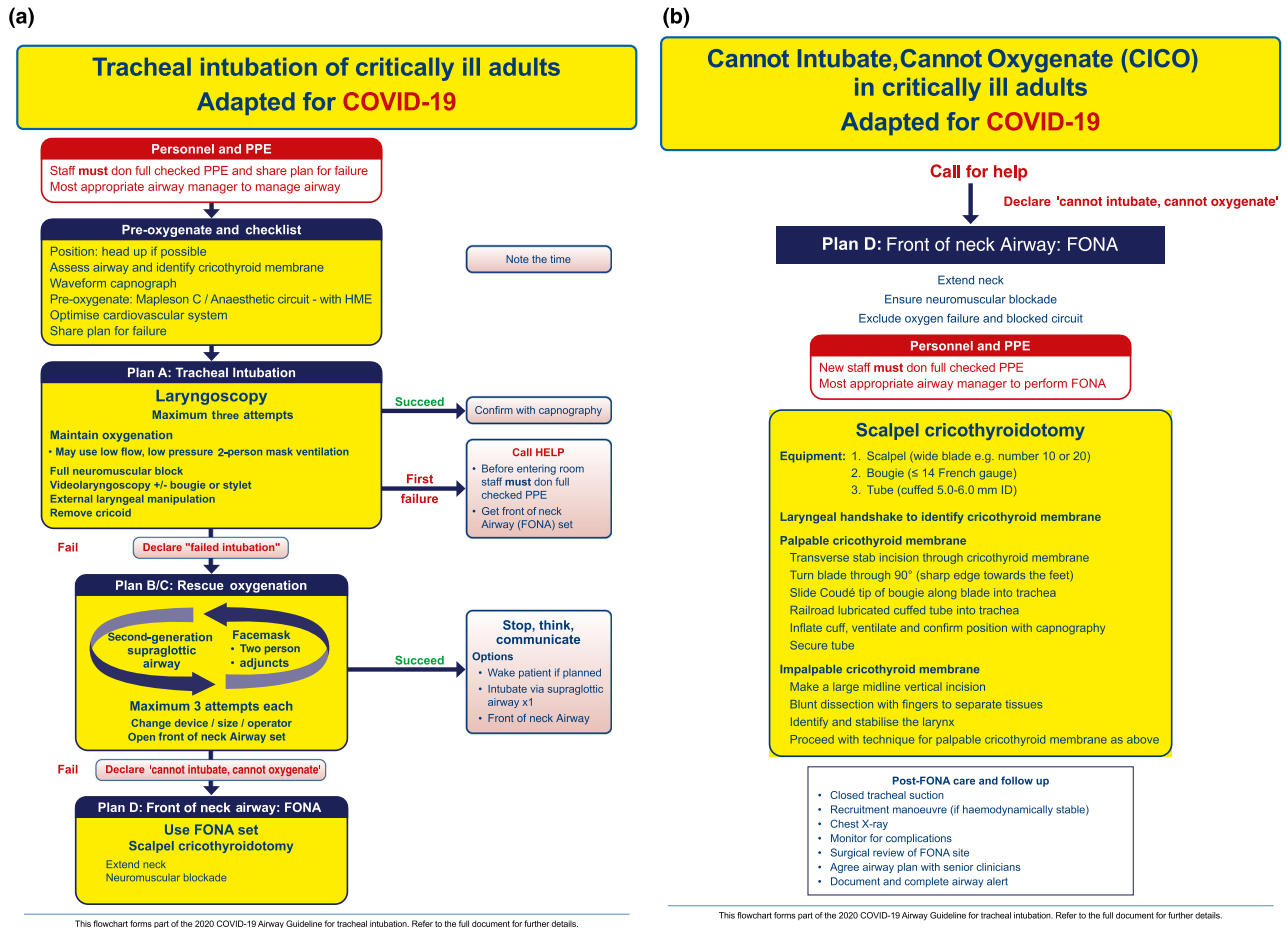 (a)
Tracheal intubation of critically ill adults
Adapted for COVID-19
Personnel and PPE
Staff must don full checked PPE and share plan for failure
Most appropriate airway manager to manage airway
Pre-oxygenate and checklist
Position: head up if possible
Assess airway and identify cricothyroid membrane
Waveform capnograph
Pre-oxygenate: Mapleson C / Anaesthetic circuit - with HME
Optimise cardiovascular system
Share plan for failure
Note the time
Plan A: Tracheal Intubation
Laryngoscopy
Maximum three attempts
Maintain oxygenation
• May use low flow, low pressure 2-person mask ventilation
Full neuromuscular block
Videolaryngoscopy +/- bougie or stylet
External laryngeal manipulation
Remove cricoid
Succeed
Confirm with capnography
First
failure
Call HELP
• Before entering room
staff must don full
checked PPE
• Get front of neck
Airway (FONA) set
Fail
Declare "failed intubation"
Plan B/C: Rescue oxygenation
Second-generation
supraglottic
airway
Facemask
• Two person
• adjuncts
Maximum 3 attempts each
Change device / size / operator
Open front of neck Airway set
Succeed
Stop, think,
communicate
Options
• Wake patient if planned
• Intubate via supraglottic
airway x1
• Front of neck Airway
Fail
Declare 'cannot intubate, cannot oxygenate'
Plan D: Front of neck airway: FONA
Use FONA set
Scalpel cricothyroidotomy
Extend neck
Neuromuscular blockade
This flowchart forms part of the 2020 COVID-19 Airway Guideline for tracheal intubation. Refer to the full document for further details.
(b)
Cannot Intubate,Cannot Oxygenate (CICO)
in critically ill adults
Adapted for COVID-19
Call for help
Declare 'cannot intubate, cannot oxygenate'
Plan D: Front of neck Airway: FONA
Extend neck
Ensure neuromuscular blockade
Exclude oxygen failure and blocked circuit
Personnel and PPE
New staff must don full checked PPE
Most appropriate airway manager to perform FONA
Scalpel cricothyroidotomy
Equipment: 1. Scalpel (wide blade e.g. number 10 or 20)
2. Bougie (≤ 14 French gauge)
3. Tube (cuffed 5.0-6.0 mm ID)
Laryngeal handshake to identify cricothyroid membrane
Palpable cricothyroid membrane
Transverse stab incision through cricothyroid membrane
Turn blade through 90° (sharp edge towards the feet)
Slide Coudé tip of bougie along blade into trachea
Railroad lubricated cuffed tube into trachea
Inflate cuff, ventilate and confirm position with capnography
Secure tube
Impalpable cricothyroid membrane
Make a large midline vertical incision
Blunt dissection with fingers to separate tissues
Identify and stabilise the larynx
Proceed with technique for palpable cricothyroid membrane as above
Post-FONA care and follow up
• Closed tracheal suction
• Recruitment manoeuvre (if haemodynamically stable)
• Chest X-ray
• Monitor for complications
• Surgical review of FONA site
• Agree airway plan with senior clinicians
• Document and complete airway alert
This flowchart forms part of the 2020 COVID-19 Airway Guideline for tracheal intubation. Refer to the full document for further details.